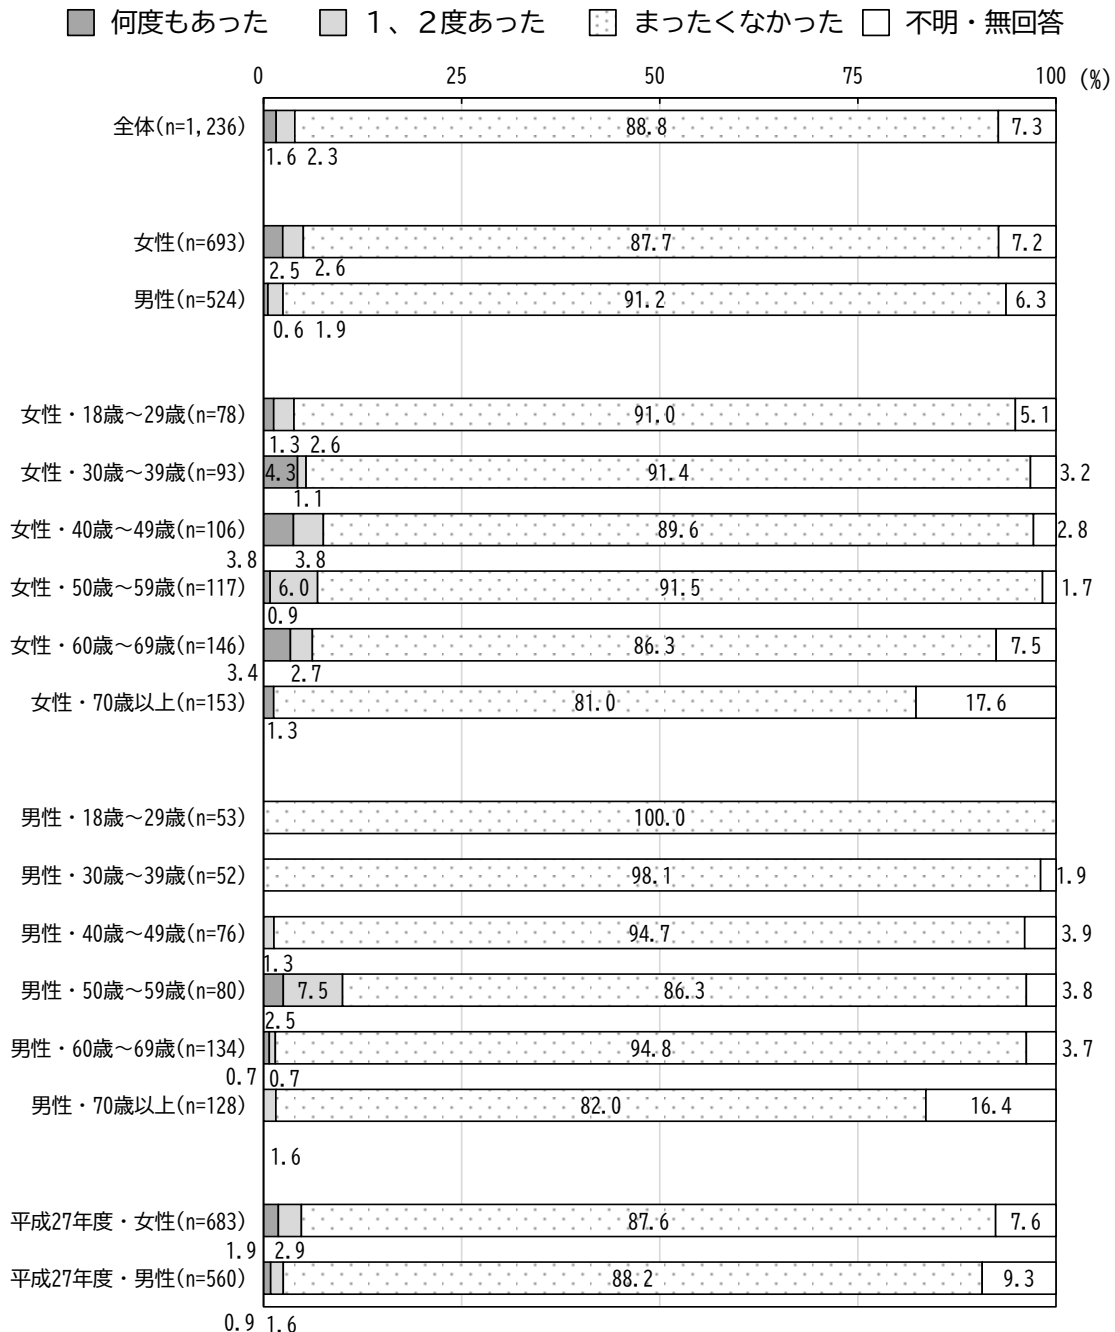 何度もあった １、２度あった まったくなかった 不明・無回答
0 25 50 75 100 (%)
全体(n=1,236) 88.8 7.3
1.6 2.3
女性(n=693) 87.7 7.2
2.5 2.6
男性(n=524) 91.2 6.3
0.6 1.9
女性・18歳～29歳(n=78) 91.0 5.1
1.3 2.6
女性・30歳～39歳(n=93) 4.3 91.4 3.2
1.1
女性・40歳～49歳(n=106) 89.6 2.8
3.8 3.8
女性・50歳～59歳(n=117) 6.0 91.5 1.7
0.9
女性・60歳～69歳(n=146) 86.3 7.5
3.4 2.7
女性・70歳以上(n=153) 81.0 17.6
1.3
男性・18歳～29歳(n=53) 100.0
男性・30歳～39歳(n=52) 98.1 1.9
男性・40歳～49歳(n=76) 94.7 3.9
1.3
男性・50歳～59歳(n=80) 7.5 86.3 3.8
2.5
男性・60歳～69歳(n=134) 94.8 3.7
0.7 0.7
男性・70歳以上(n=128) 82.0 16.4
1.6
平成27年度・女性(n=683) 87.6 7.6
1.9 2.9
平成27年度・男性(n=560) 88.2 9.3
0.9 1.6